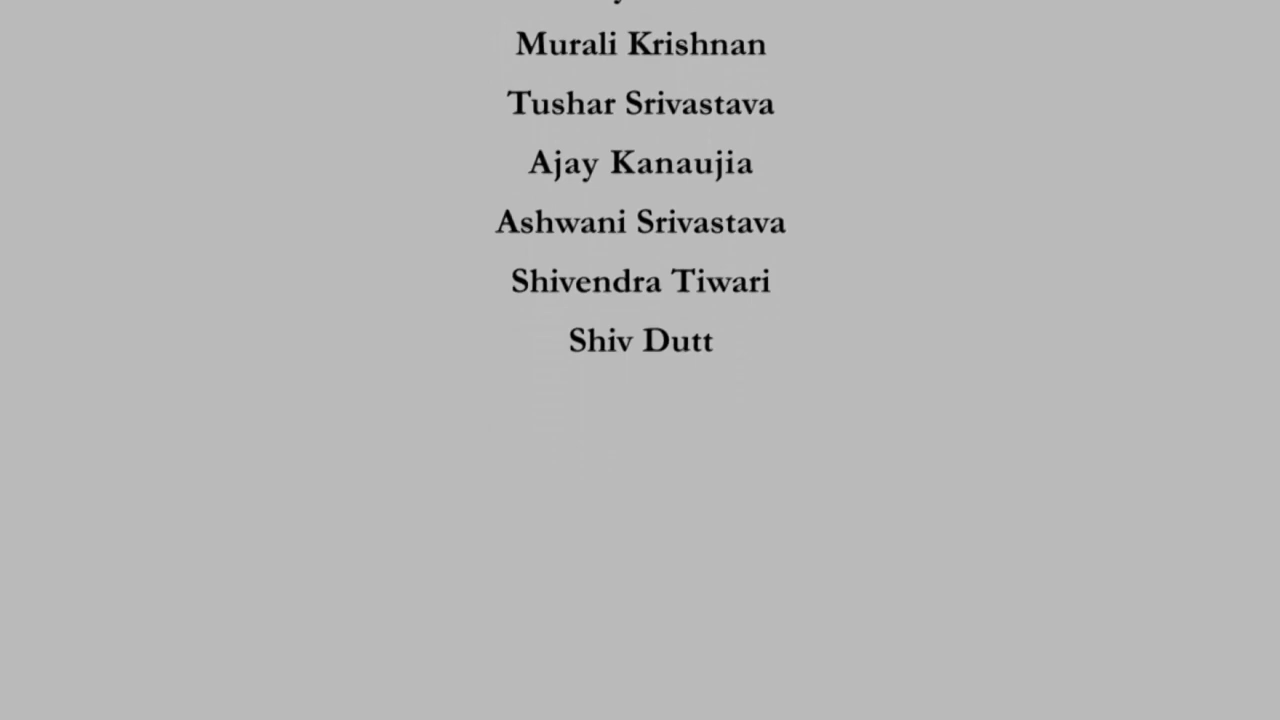 Murali Krishnan
Tushar Srivastava
Ajay Kanaujia
Ashwani Srivastava
Shivendra Tiwari
Shiv Dutt